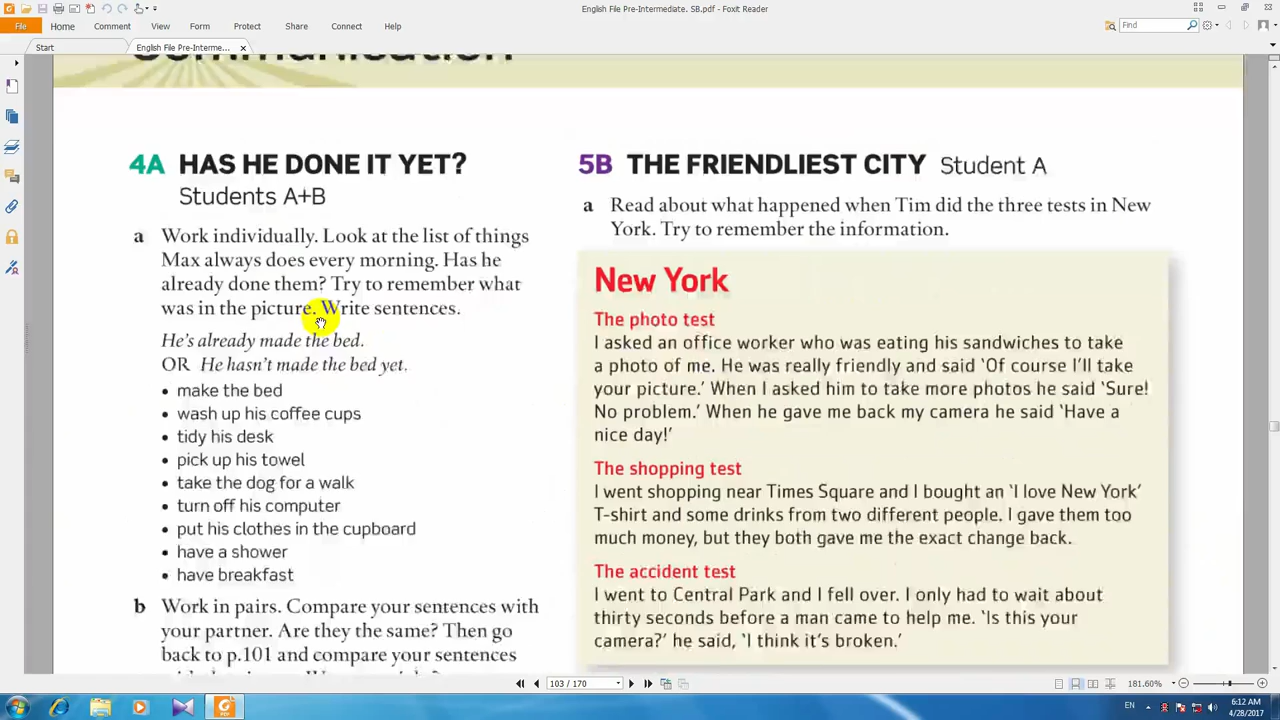 English File Pre-Intermediate. SB.pdf - Foxit Reader
File Home Comment View Form Protect Share Connect Help
Find
Start English File Pre-Interme...
Communication
4A HAS HE DONE IT YET?
Students A+B
a Work individually. Look at the list of things
Max always does every morning. Has he
already done them? Try to remember what
was in the picture. Write sentences.
He's already made the bed.
OR He hasn't made the bed yet.
• make the bed
• wash up his coffee cups
• tidy his desk
• pick up his towel
• take the dog for a walk
• turn off his computer
• put his clothes in the cupboard
• have a shower
• have breakfast
b Work in pairs. Compare your sentences with
your partner. Are they the same? Then go
back to p.101 and compare your sentences
5B THE FRIENDLIEST CITY Student A
a Read about what happened when Tim did the three tests in New
York. Try to remember the information.
New York
The photo test
I asked an office worker who was eating his sandwiches to take
a photo of me. He was really friendly and said ‘Of course I’ll take
your picture.’ When I asked him to take more photos he said ‘Sure!
No problem.’ When he gave me back my camera he said ‘Have a
nice day!’
The shopping test
I went shopping near Times Square and I bought an ‘I love New York’
T-shirt and some drinks from two different people. I gave them too
much money, but they both gave me the exact change back.
The accident test
I went to Central Park and I fell over. I only had to wait about
thirty seconds before a man came to help me. ‘Is this your
camera?’ he said, ‘I think it’s broken.’
103 / 170
181.60%
EN
6:12 AM
4/28/2017